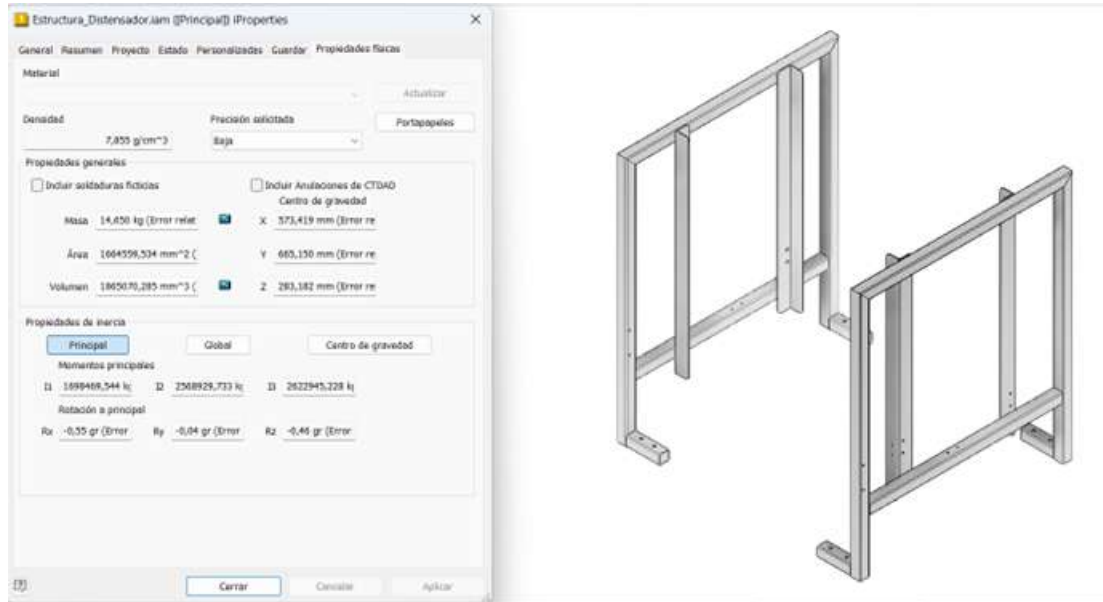 Estructura_Distensador.iam ([Principal]) iProperties
General Resumen Proyecto Estado Personalizadas Guardar Propiedades físicas
Material
Actualizar
Densidad Precisión solicitada Portapapeles
7,855 g/cm^3 Baja
Propiedades generales
Incluir soldaduras ficticias Incluir Anulaciones de CTDAD
Centro de gravedad
Masa 14,650 kg (Error relat X 573,419 mm (Error re
Área 1664559,534 mm^2 ( Y 665,150 mm (Error re
Volumen 1865070,285 mm^3 ( Z 283,182 mm (Error re
Propiedades de inercia
Principal Global Centro de gravedad
Momentos principales
I1 1698469,544 k I2 2568929,733 k I3 2622945,228 k
Rotación a principal
Rx -0,55 gr (Error Ry -0,04 gr (Error Rz -0,46 gr (Error
Cerrar Cancelar Aplicar